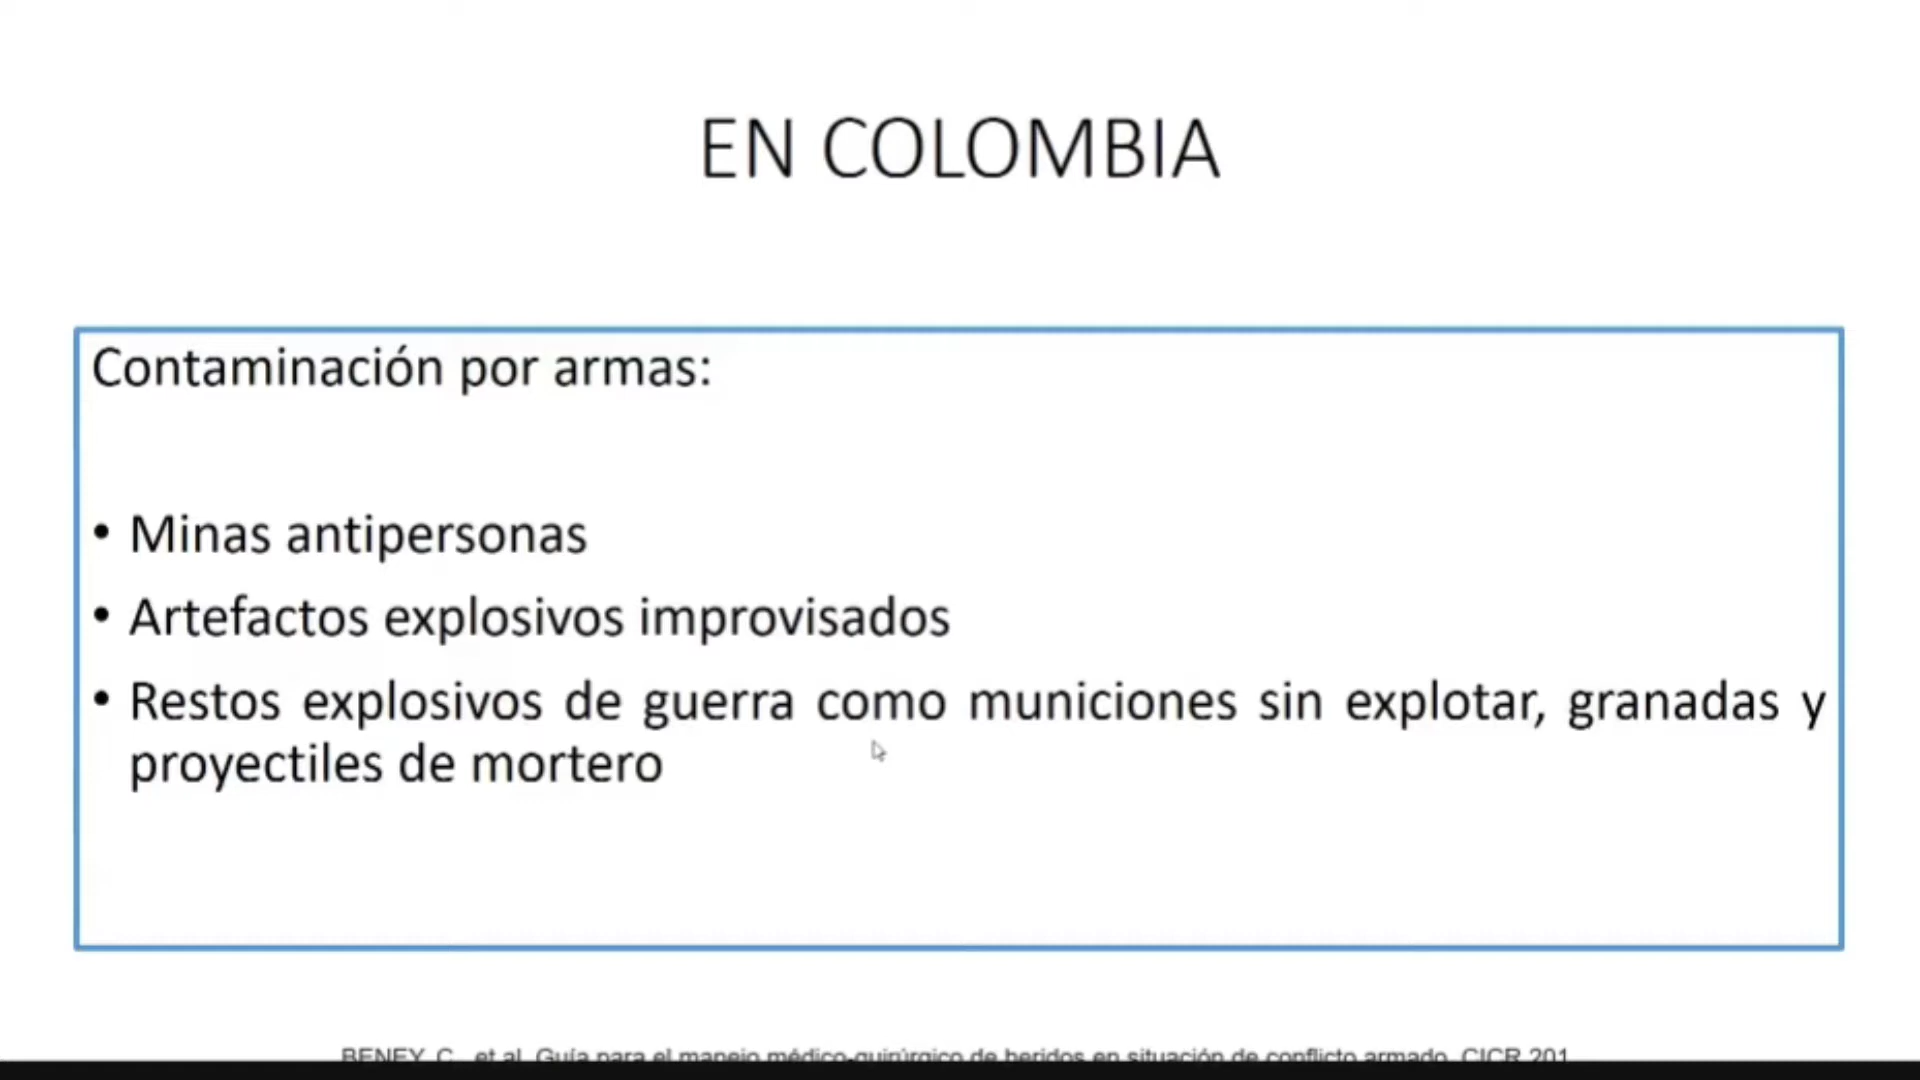 EN COLOMBIA
Contaminación por armas:
• Minas antipersonas
• Artefactos explosivos improvisados
• Restos explosivos de guerra como municiones sin explotar, granadas y
proyectiles de mortero
BENEY, C., et al. Guía para el manejo médico-quirúrgico de heridos en situación de conflicto armado. CICR 201